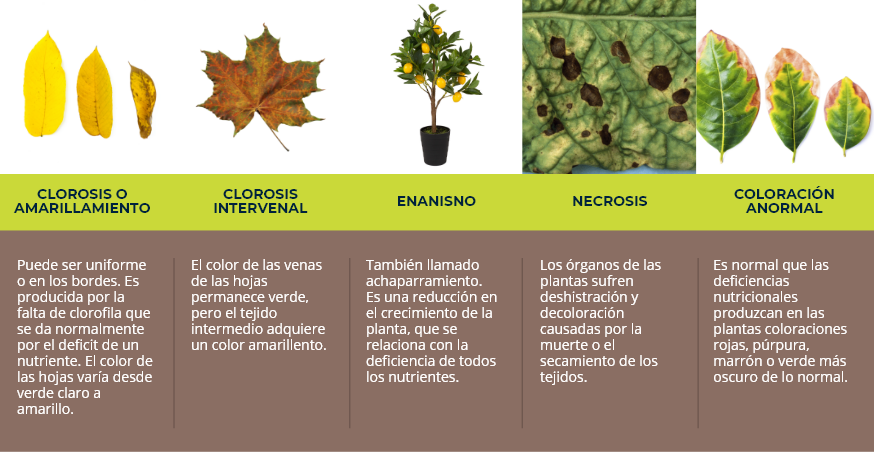 CLOROSIS O
AMARILLAMIENTO
CLOROSIS
INTERVENAL
ENANISNO
NECROSIS
COLORACIÓN
ANORMAL
Puede ser uniforme
o en los bordes. Es
producida por la
falta de clorofila que
se da normalmente
por el deficit de un
nutriente. El color de
las hojas varía desde
verde claro a
amarillo.
El color de las venas
de las hojas
permanece verde,
pero el tejido
intermedio adquiere
un color amarillento.
También llamado
achaparramiento.
Es una reducción en
el crecimiento de la
planta, que se
relaciona con la
deficiencia de todos
los nutrientes.
Los órganos de las
plantas sufren
deshistración y
decoloración
causadas por la
muerte o el
secamiento de los
tejidos.
Es normal que las
deficiencias
nutricionales
produzcan en las
plantas coloraciones
rojas, púrpura,
marrón o verde más
oscuro de lo normal.